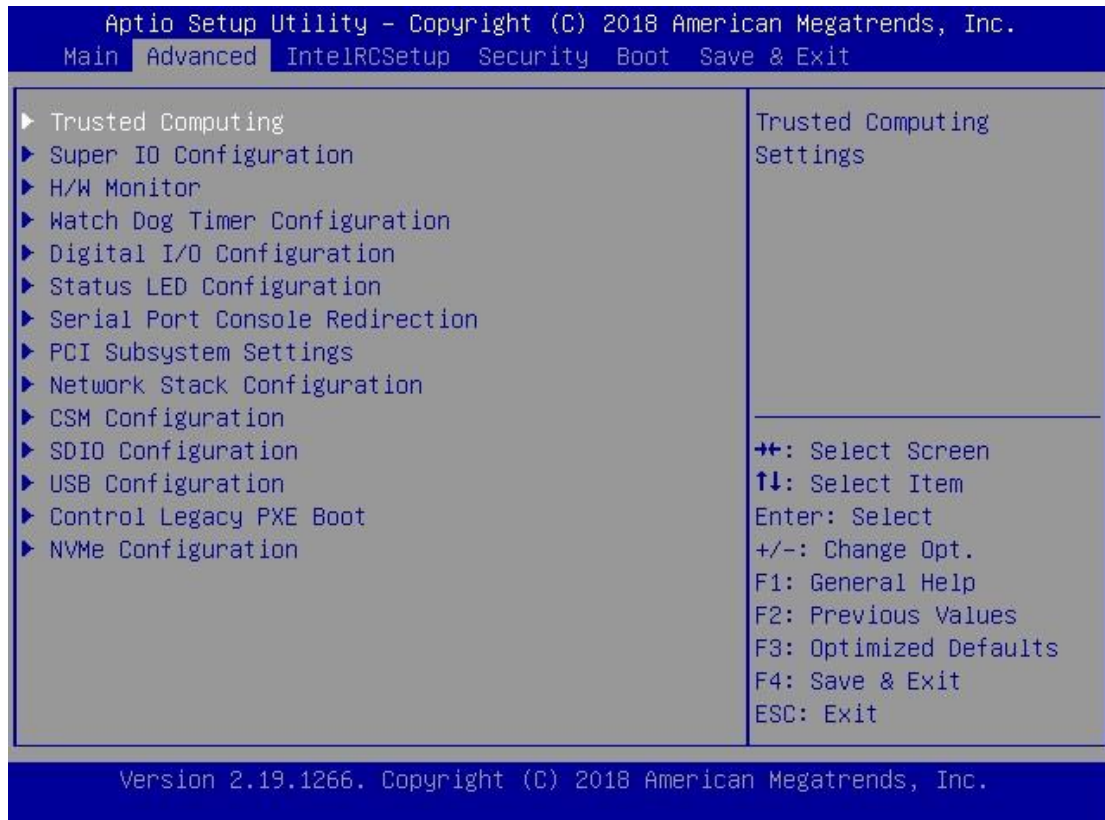 Aptio Setup Utility – Copyright (C) 2018 American Megatrends, Inc.
Main Advanced IntelRCSetup Security Boot Save & Exit
▶ Trusted Computing
▶ Super IO Configuration
▶ H/W Monitor
▶ Watch Dog Timer Configuration
▶ Digital I/O Configuration
▶ Status LED Configuration
▶ Serial Port Console Redirection
▶ PCI Subsystem Settings
▶ Network Stack Configuration
▶ CSM Configuration
▶ SDIO Configuration
▶ USB Configuration
▶ Control Legacy PXE Boot
▶ NVMe Configuration
Trusted Computing
Settings
→←: Select Screen
↑↓: Select Item
Enter: Select
+/-: Change Opt.
F1: General Help
F2: Previous Values
F3: Optimized Defaults
F4: Save & Exit
ESC: Exit
Version 2.19.1266. Copyright (C) 2018 American Megatrends, Inc.